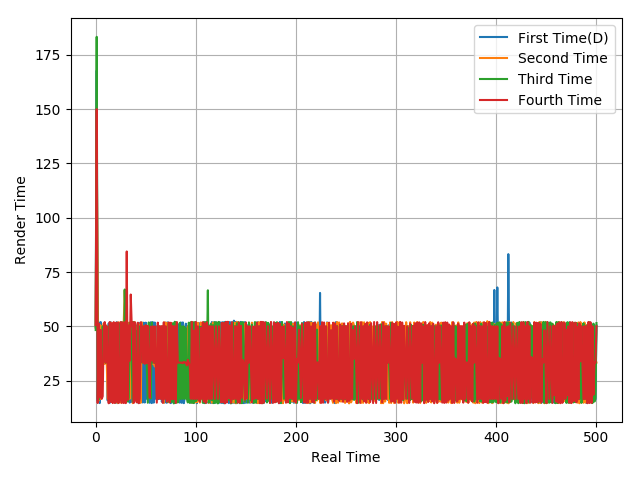 First Time(D)
Second Time
Third Time
Fourth Time
175
150
125
100
75
50
25
Render Time
0 100 200 300 400 500
Real Time